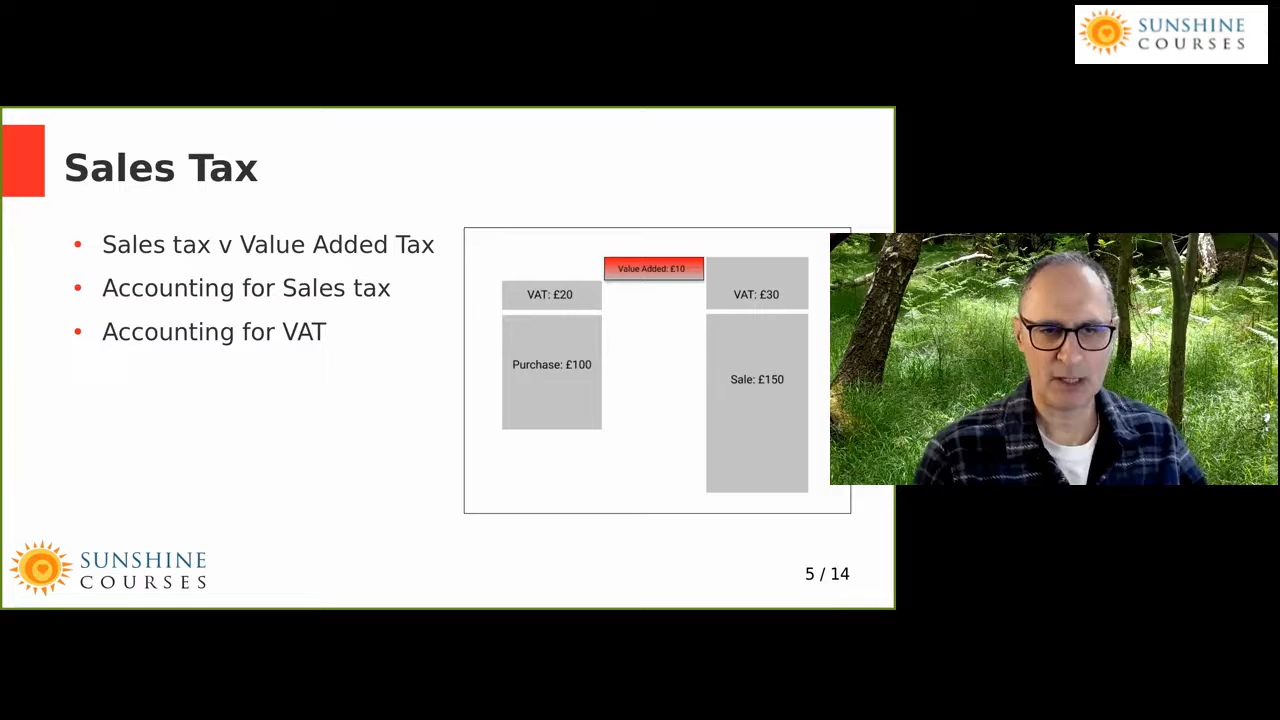 SUNSHINE
COURSES
Sales Tax
• Sales tax v Value Added Tax
• Accounting for Sales tax
• Accounting for VAT
Value Added: £10
VAT: £20
VAT: £30
Purchase: £100
Sale: £150
SUNSHINE
COURSES
5 / 14